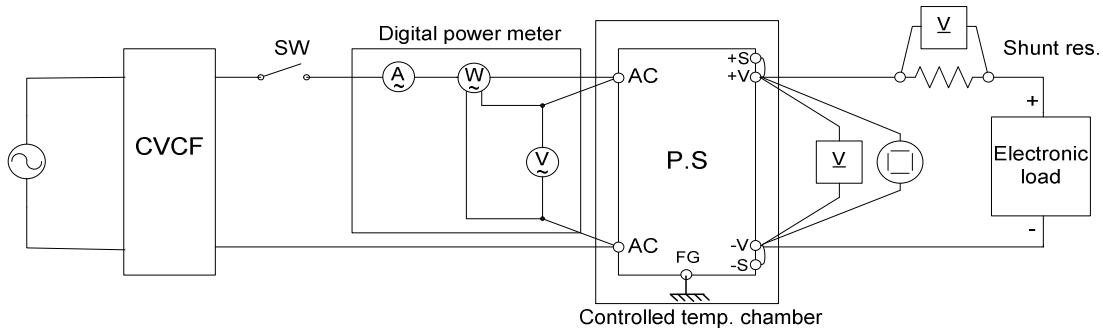 Digital power meter
SW
A
W
V
CVCF
AC
AC
P.S
FG
+S
+V
-V
-S
V
V
Shunt res.
+
Electronic
load
-
Controlled temp. chamber